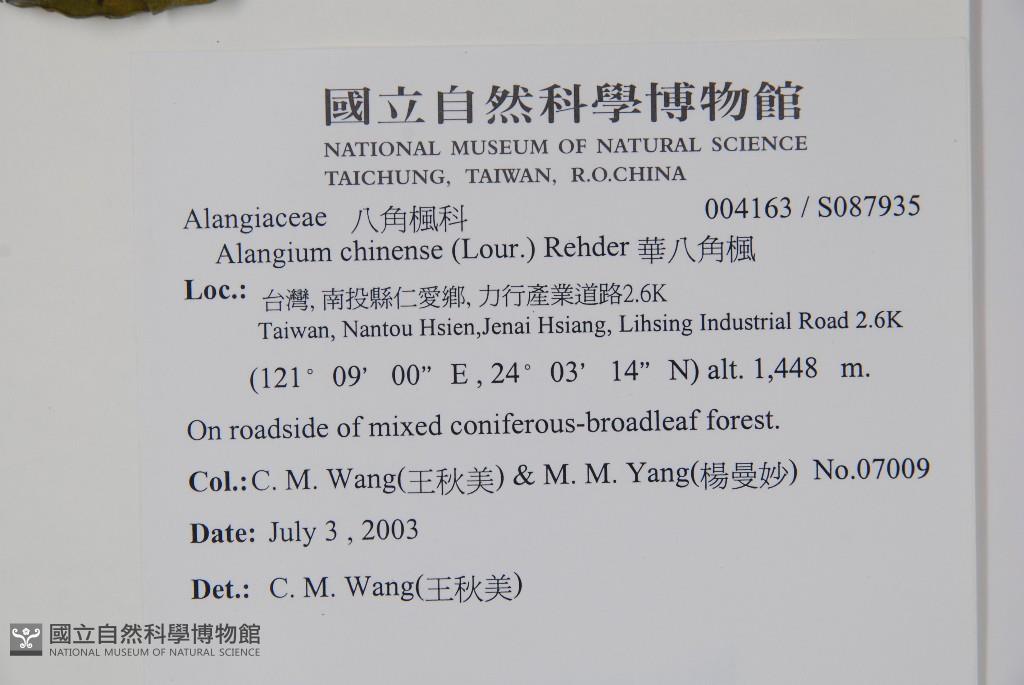 國立自然科學博物館
NATIONAL MUSEUM OF NATURAL SCIENCE
TAICHUNG, TAIWAN, R.O.CHINA
Alangiaceae 八角楓科 004163 / S087935
Alangium chinense (Lour.) Rehder 華八角楓
Loc.: 台灣, 南投縣仁愛鄉, 力行產業道路2.6K
Taiwan, Nantou Hsien,Jenai Hsiang, Lihsing Industrial Road 2.6K
(121° 09’ 00” E , 24° 03’ 14” N) alt. 1,448 m.
On roadside of mixed coniferous-broadleaf forest.
Col.: C. M. Wang(王秋美) & M. M. Yang(楊曼妙) No.07009
Date: July 3 , 2003
Det.: C. M. Wang(王秋美)
國立自然科學博物館
NATIONAL MUSEUM OF NATURAL SCIENCE